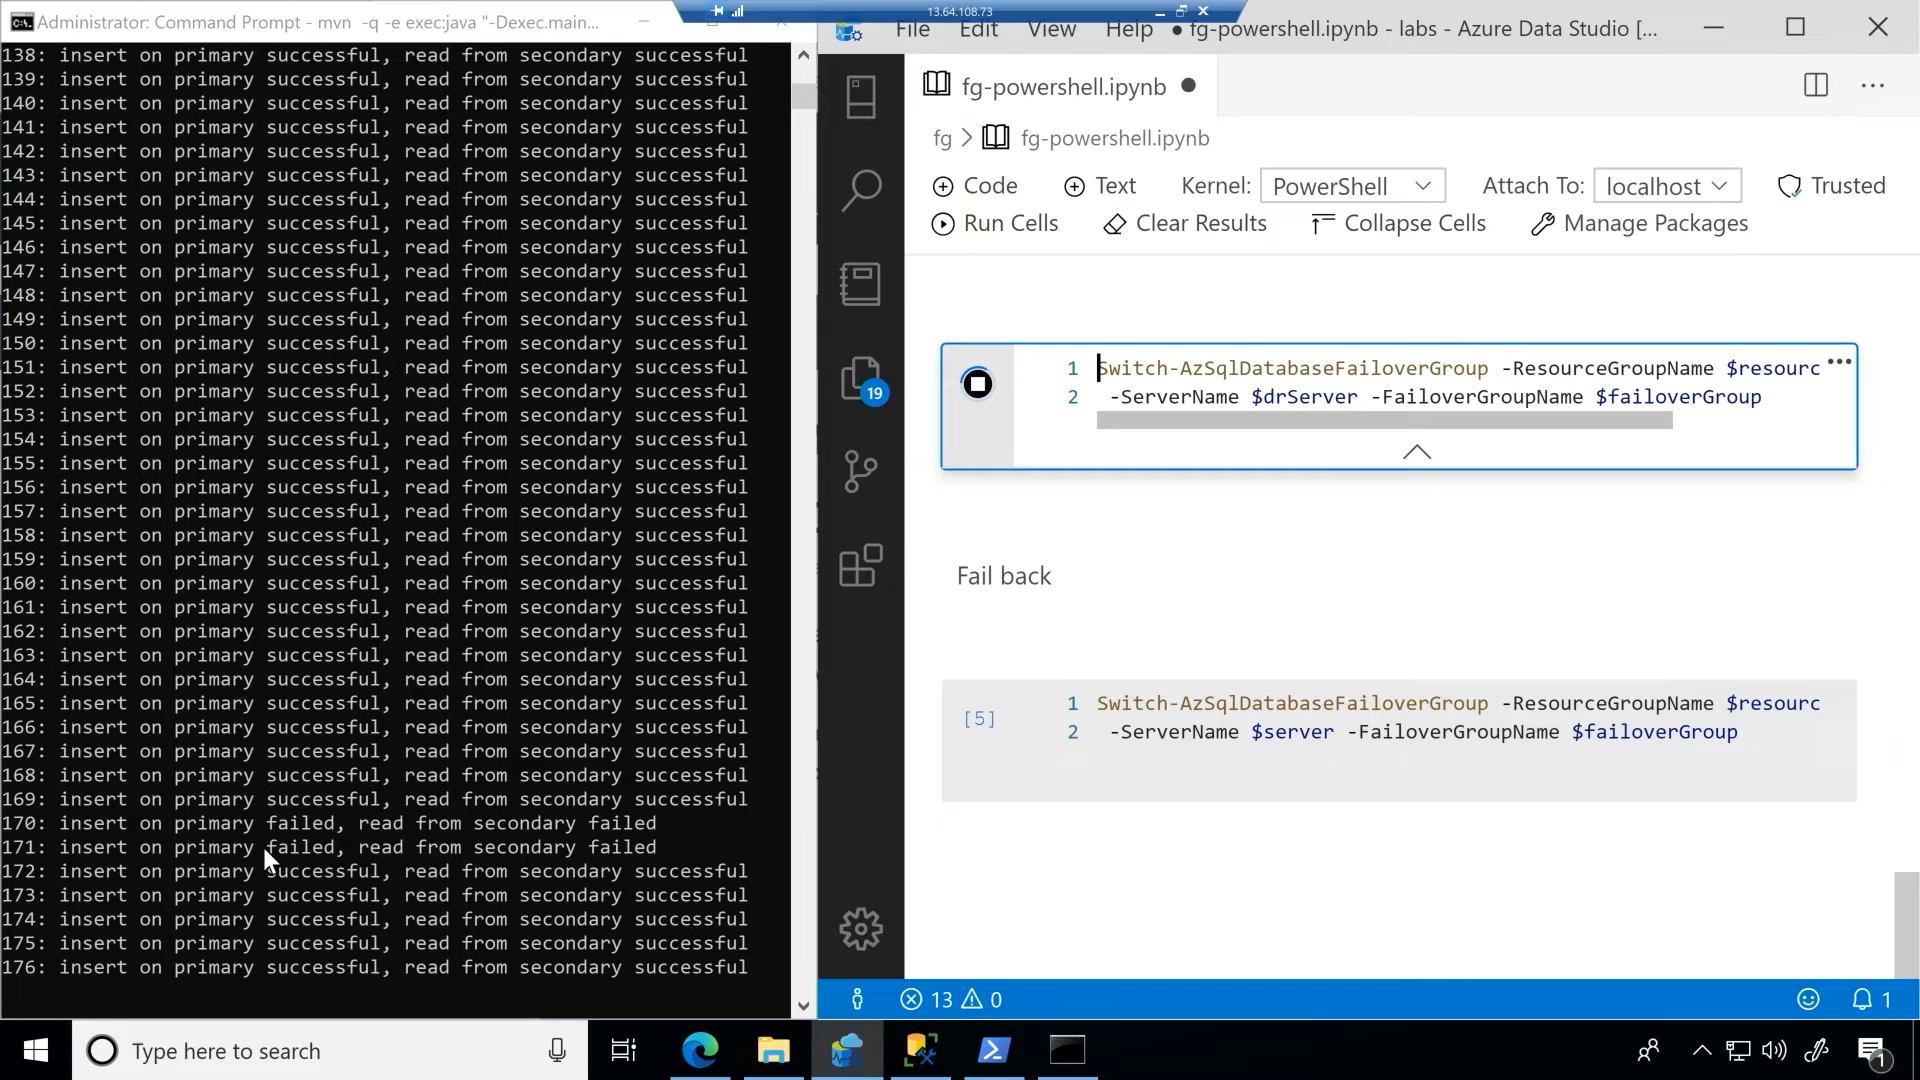 Administrator: Command Prompt - mvn  -q -e exec:java "-Dexec.main...
138: insert on primary successful, read from secondary successful
139: insert on primary successful, read from secondary successful
140: insert on primary successful, read from secondary successful
141: insert on primary successful, read from secondary successful
142: insert on primary successful, read from secondary successful
143: insert on primary successful, read from secondary successful
144: insert on primary successful, read from secondary successful
145: insert on primary successful, read from secondary successful
146: insert on primary successful, read from secondary successful
147: insert on primary successful, read from secondary successful
148: insert on primary successful, read from secondary successful
149: insert on primary successful, read from secondary successful
150: insert on primary successful, read from secondary successful
151: insert on primary successful, read from secondary successful
152: insert on primary successful, read from secondary successful
153: insert on primary successful, read from secondary successful
154: insert on primary successful, read from secondary successful
155: insert on primary successful, read from secondary successful
156: insert on primary successful, read from secondary successful
157: insert on primary successful, read from secondary successful
158: insert on primary successful, read from secondary successful
159: insert on primary successful, read from secondary successful
160: insert on primary successful, read from secondary successful
161: insert on primary successful, read from secondary successful
162: insert on primary successful, read from secondary successful
163: insert on primary successful, read from secondary successful
164: insert on primary successful, read from secondary successful
165: insert on primary successful, read from secondary successful
166: insert on primary successful, read from secondary successful
167: insert on primary successful, read from secondary successful
168: insert on primary successful, read from secondary successful
169: insert on primary successful, read from secondary successful
170: insert on primary failed, read from secondary failed
171: insert on primary failed, read from secondary failed
172: insert on primary successful, read from secondary successful
173: insert on primary successful, read from secondary successful
174: insert on primary successful, read from secondary successful
175: insert on primary successful, read from secondary successful
176: insert on primary successful, read from secondary successful
13.64.108.73
File Edit View Help ● fg-powershell.ipynb - labs - Azure Data Studio [...
fg-powershell.ipynb
fg > fg-powershell.ipynb
Code Text Kernel: PowerShell Attach To: localhost Trusted
Run Cells Clear Results Collapse Cells Manage Packages
1 Switch-AzSqlDatabaseFailoverGroup -ResourceGroupName $resourc
2 -ServerName $drServer -FailoverGroupName $failoverGroup
19
Fail back
[5]
1 Switch-AzSqlDatabaseFailoverGroup -ResourceGroupName $resourc
2 -ServerName $server -FailoverGroupName $failoverGroup
13 0 1
Type here to search
1